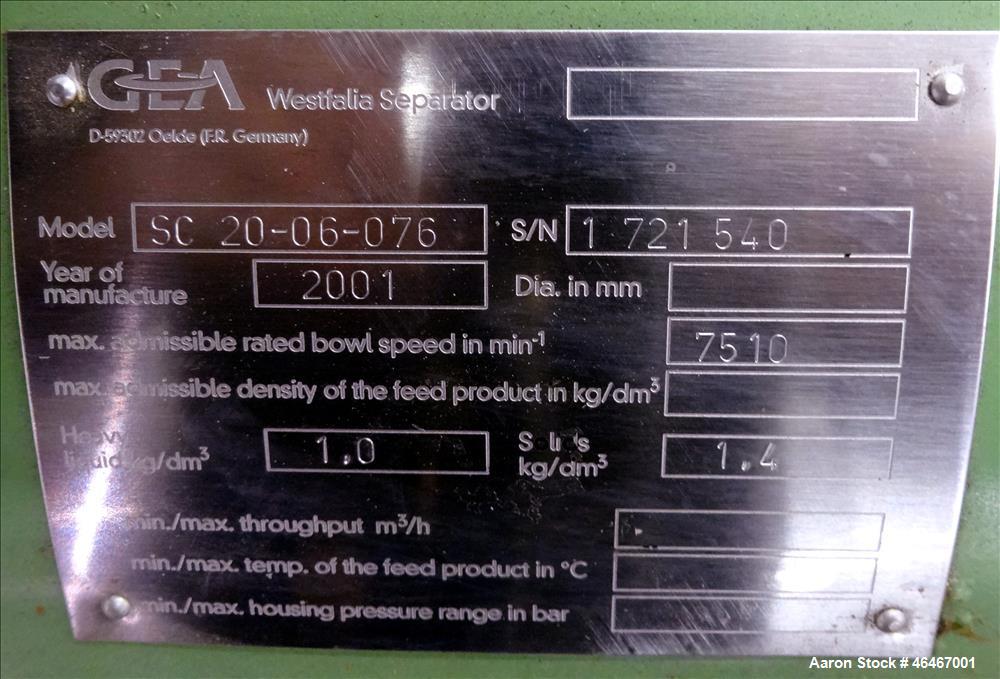 GEA Westfalia Separator
D-59302 Oelde (F.R. Germany)
Model SC 20-06-076 S/N 1 721 540
Year of manufacture 2001 Dia. in mm
max. admissible rated bowl speed in min-1 7510
max. admissible density of the feed product in kg/dm³
Heavy liquid kg/dm³ 1.0 Solids kg/dm³ 1.4
min./max. throughput m³/h
min./max. temp. of the feed product in °C
min./max. housing pressure range in bar
Aaron Stock # 46467001